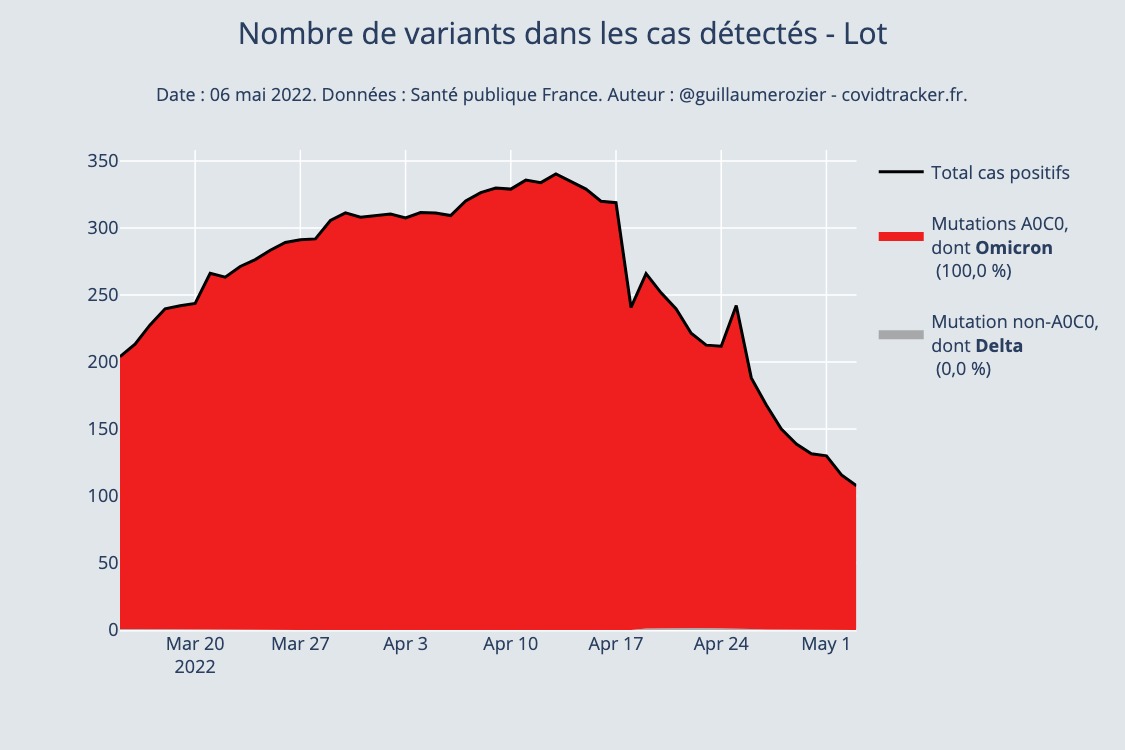 Nombre de variants dans les cas détectés - Lot
Date : 06 mai 2022. Données : Santé publique France. Auteur : @guillaumerozier - covidtracker.fr.
350
300
250
200
150
100
50
0
Mar 20
2022
Mar 27
Apr 3
Apr 10
Apr 17
Apr 24
May 1
Total cas positifs
Mutations A0C0,
dont Omicron
(100,0 %)
Mutation non-A0C0,
dont Delta
(0,0 %)